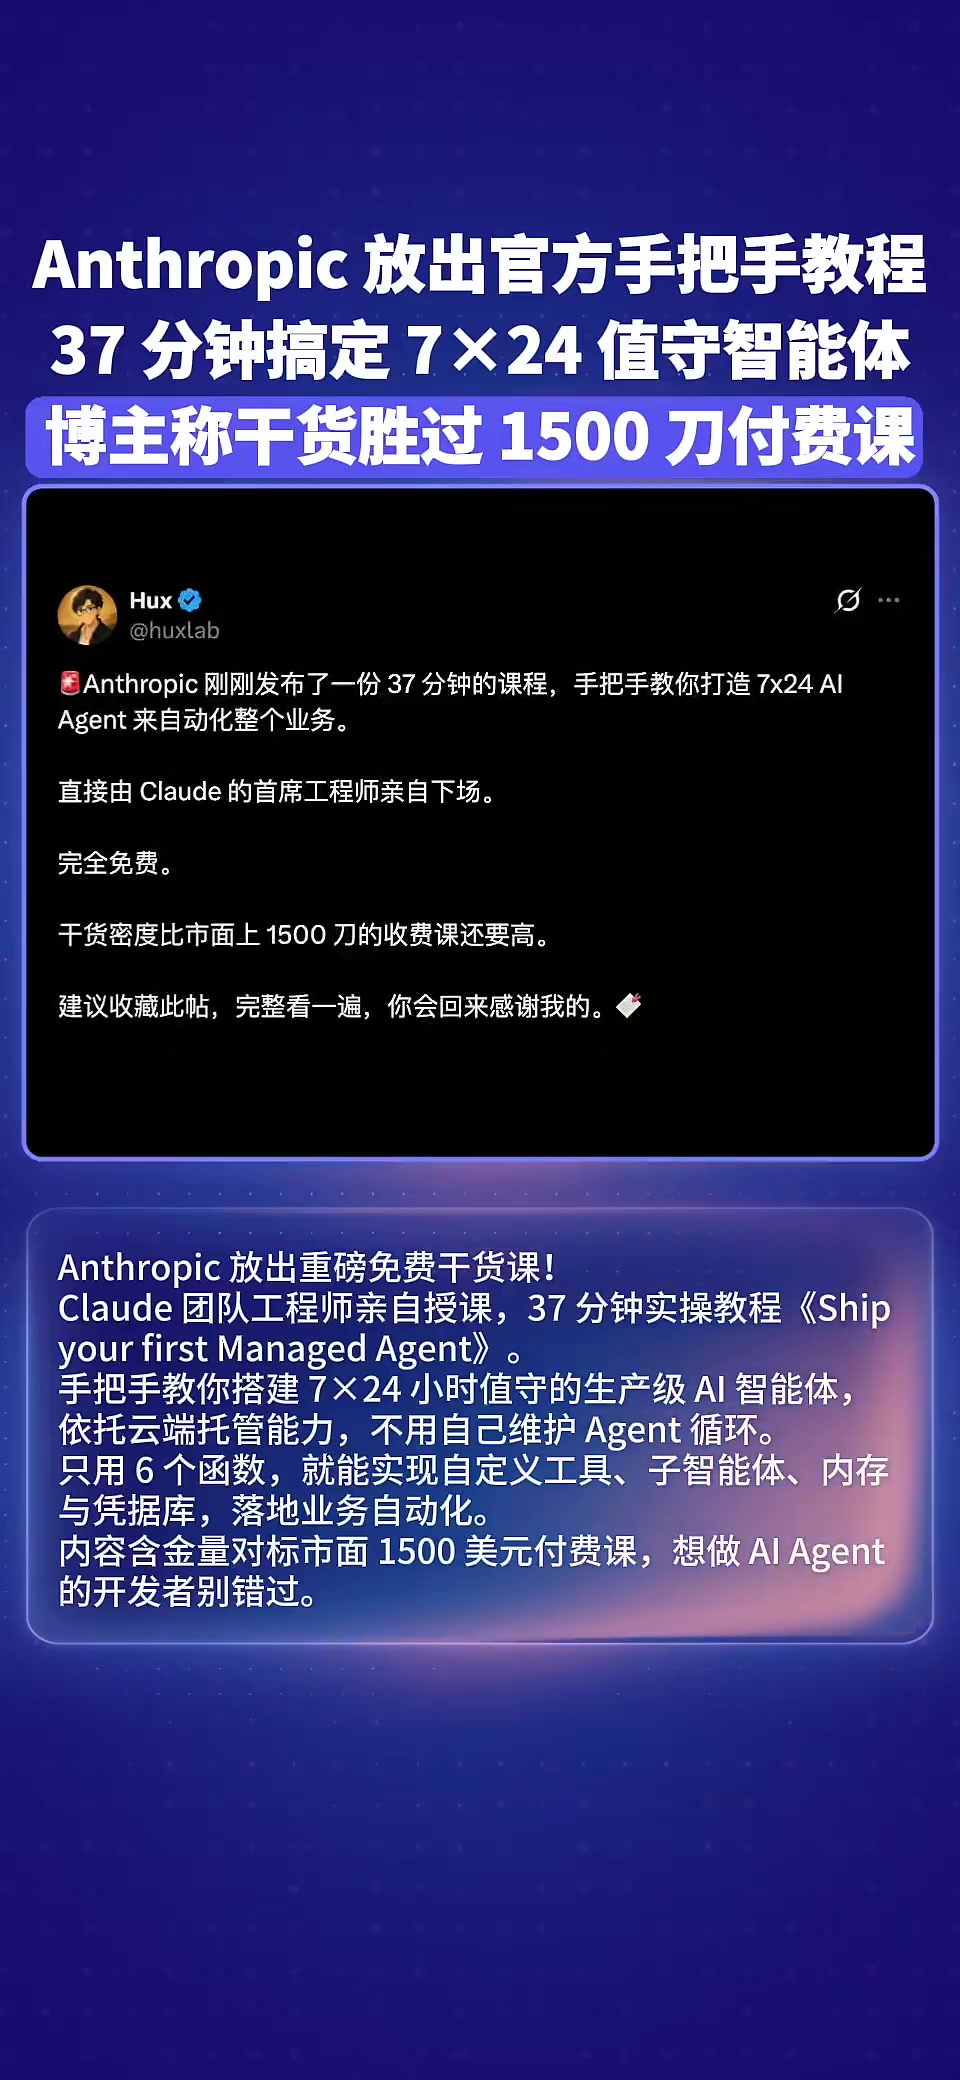 Anthropic 放出官方手把手教程
37 分钟搞定 7×24 值守智能体
博主称干货胜过 1500 刀付费课
Hux
@huxlab
🚨Anthropic 刚刚发布了一份 37 分钟的课程，手把手教你打造 7x24 AI
Agent 来自动化整个业务。
直接由 Claude 的首席工程师亲自下场。
完全免费。
干货密度比市面上 1500 刀的收费课还要高。
建议收藏此帖，完整看一遍，你会回来感谢我的。
Anthropic 放出重磅免费干货课！
Claude 团队工程师亲自授课，37 分钟实操教程《Ship
your first Managed Agent》。
手把手教你搭建 7×24 小时值守的生产级 AI 智能体，
依托云端托管能力，不用自己维护 Agent 循环。
只用 6 个函数，就能实现自定义工具、子智能体、内存
与凭据库，落地业务自动化。
内容含金量对标市面 1500 美元付费课，想做 AI Agent
的开发者别错过。